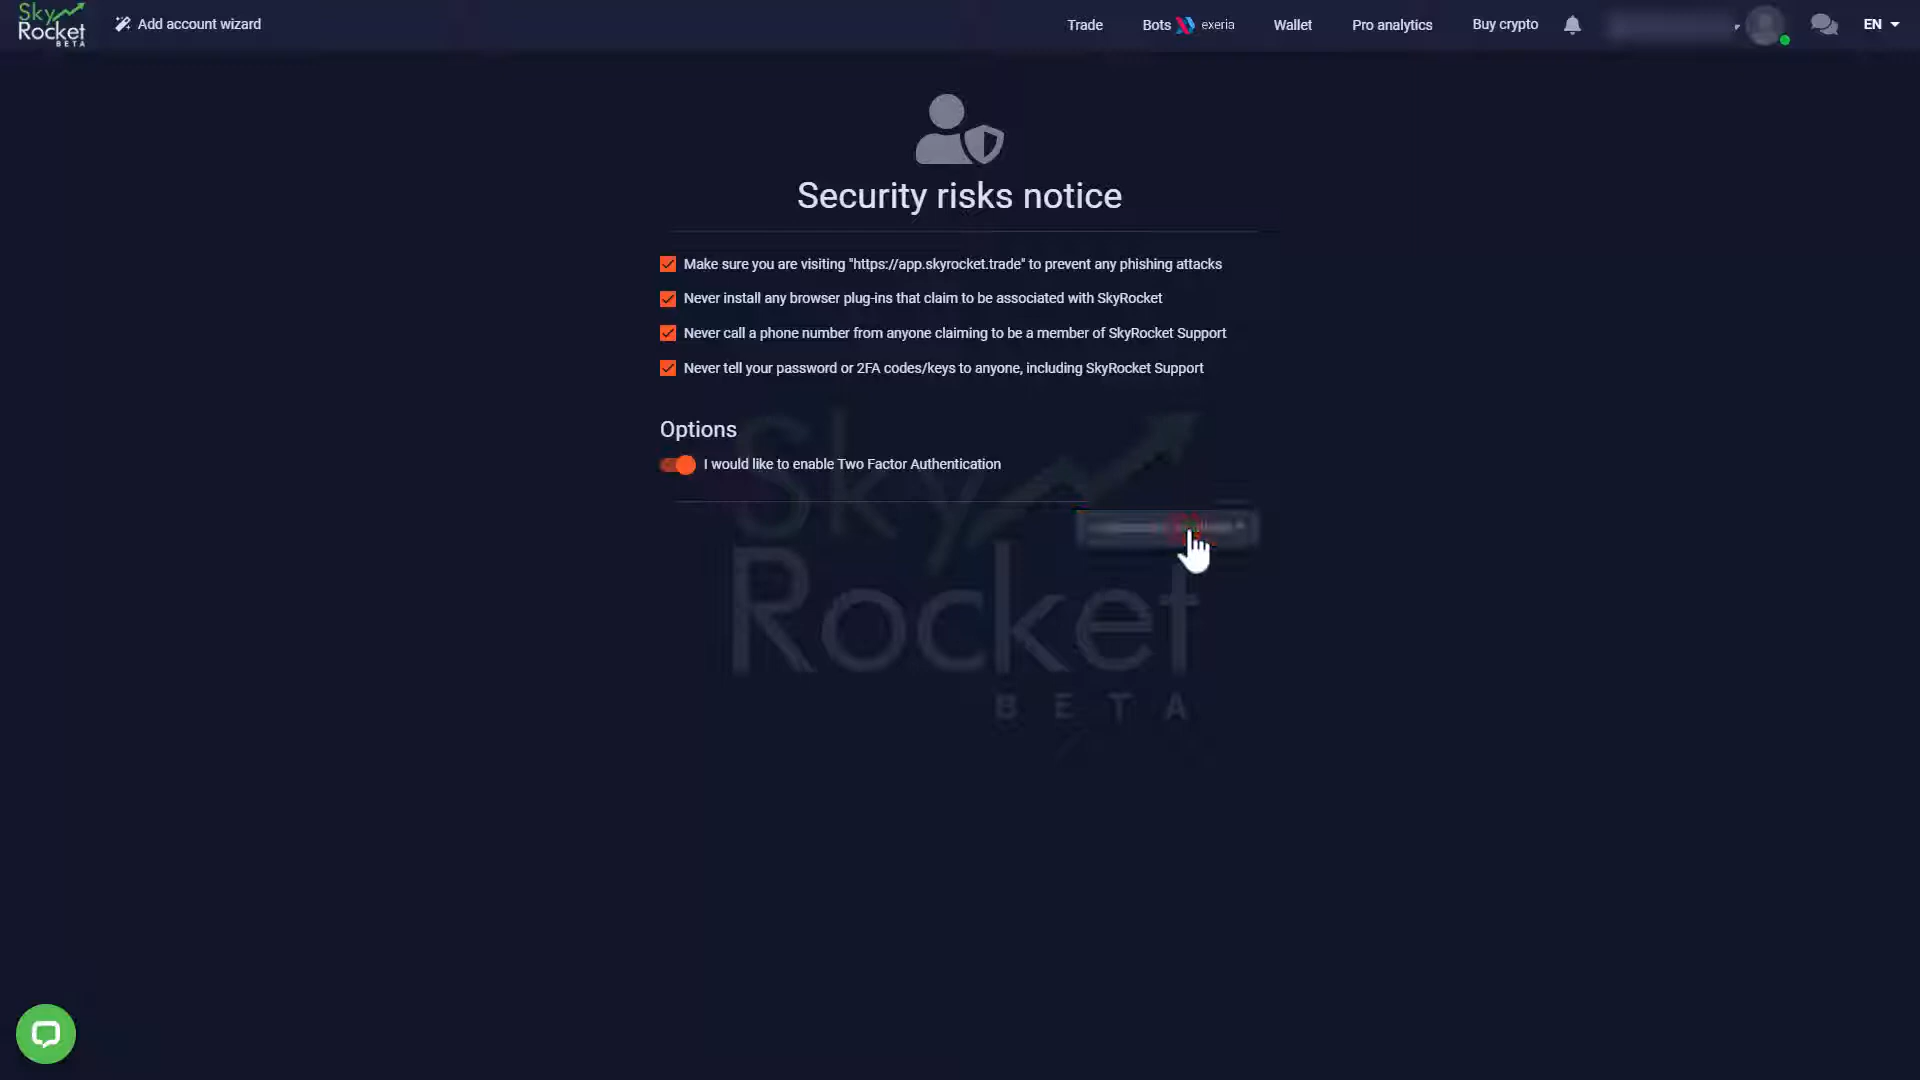 Sky
Rocket
BETA
Add account wizard
Trade
Bots exeria
Wallet
Pro analytics
Buy crypto
EN
Security risks notice
Make sure you are visiting "https://app.skyrocket.trade" to prevent any phishing attacks
Never install any browser plug-ins that claim to be associated with SkyRocket
Never call a phone number from anyone claiming to be a member of SkyRocket Support
Never tell your password or 2FA codes/keys to anyone, including SkyRocket Support
Options
I would like to enable Two Factor Authentication
Sky
Rocket
BETA